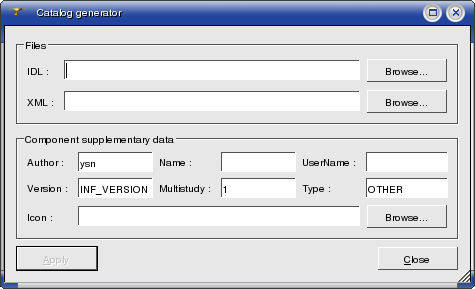 Catalog generator
Files
IDL : Browse...
XML : Browse...
Component supplementary data
Author : ysn Name : UserName :
Version : INF_VERSION Multistudy : 1 Type : OTHER
Icon : Browse...
Apply Close